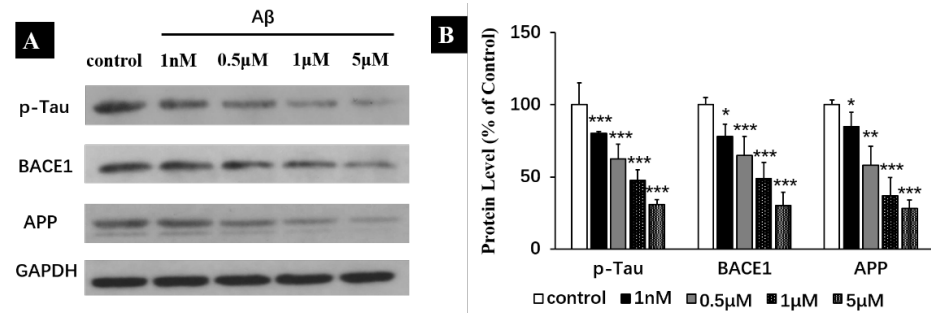 A
Aβ
control 1nM 0.5μM 1μM 5μM
p-Tau
BACE1
APP
GAPDH
B
Protein Level (% of Control)
150
100
50
0
*** *** *** ***
* *** *** ***
* ** *** ***
p-Tau BACE1 APP
control 1nM 0.5μM 1μM 5μM